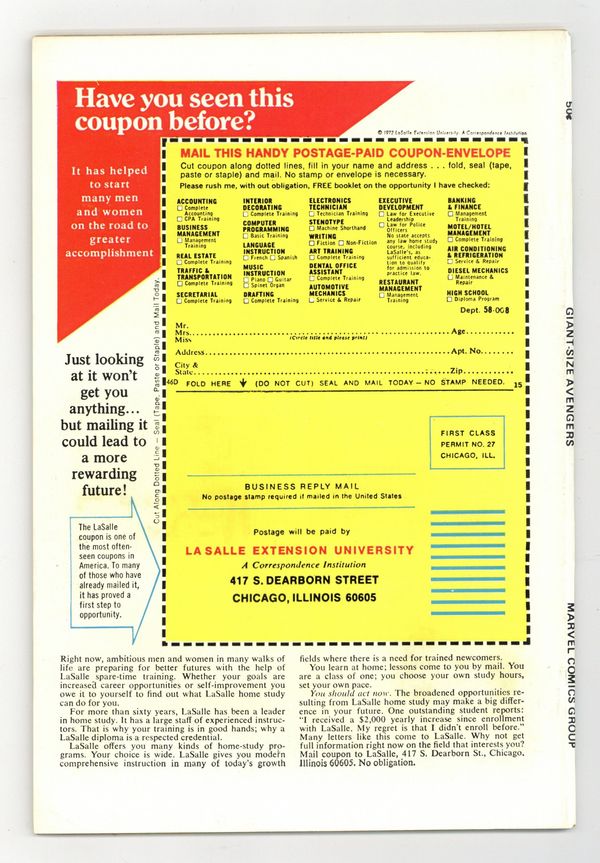 Have you seen this
coupon before?
© 1972 LaSalle Extension University. A Correspondence Institution
It has helped
to start
many men
and women
on the road to
greater
accomplishment
Just looking
at it won't
get you
anything...
but mailing it
could lead to
a more
rewarding
future!
The LaSalle
coupon is one of
the most often-
seen coupons in
America. To many
of those who have
already mailed it,
it has proved a
first step to
opportunity.
Cut Along Dotted Line — Seal (Tape, Paste or Staple) and Mail Today.
MAIL THIS HANDY POSTAGE-PAID COUPON-ENVELOPE
Cut coupon along dotted lines, fill in your name and address . . . fold, seal (tape,
paste or staple) and mail. No stamp or envelope is necessary.
Please rush me, with out obligation, FREE booklet on the opportunity I have checked:
ACCOUNTING
☐ Complete
Accounting
☐ CPA Training
BUSINESS
MANAGEMENT
☐ Management
Training
REAL ESTATE
☐ Complete Training
TRAFFIC &
TRANSPORTATION
☐ Complete Training
SECRETARIAL
☐ Complete Training
INTERIOR
DECORATING
☐ Complete Training
COMPUTER
PROGRAMMING
☐ Basic Training
LANGUAGE
INSTRUCTION
☐ French ☐ Spanish
MUSIC
INSTRUCTION
☐ Piano ☐ Guitar
☐ Spinet Organ
DRAFTING
☐ Complete Training
ELECTRONICS
TECHNICIAN
☐ Technician Training
STENOTYPE
☐ Machine Shorthand
WRITING
☐ Fiction ☐ Non-Fiction
ART TRAINING
☐ Complete Training
DENTAL OFFICE
ASSISTANT
☐ Complete Training
AUTOMOTIVE
MECHANICS
☐ Service & Repair
EXECUTIVE
DEVELOPMENT
☐ Law for Executive
Leadership
☐ Law for Police
Officers
No state accepts
any law home study
course, including
LaSalle's, as
sufficient educa-
tion to qualify
for admission to
practice law.
RESTAURANT
MANAGEMENT
☐ Management
Training
BANKING
& FINANCE
☐ Management
Training
MOTEL/HOTEL
MANAGEMENT
☐ Complete Training
AIR CONDITIONING
& REFRIGERATION
☐ Service & Repair
DIESEL MECHANICS
☐ Maintenance &
Repair
HIGH SCHOOL
☐ Diploma Program
Dept. 58-068
Mr.
Mrs. Age
Miss (Circle title and please print)
Address Apt. No.
City &
State Zip
46D FOLD HERE (DO NOT CUT) SEAL AND MAIL TODAY — NO STAMP NEEDED. 15
FIRST CLASS
PERMIT NO. 27
CHICAGO, ILL.
BUSINESS REPLY MAIL
No postage stamp required if mailed in the United States
Postage will be paid by
LA SALLE EXTENSION UNIVERSITY
A Correspondence Institution
417 S. DEARBORN STREET
CHICAGO, ILLINOIS 60605
Right now, ambitious men and women in many walks of
life are preparing for better futures with the help of
LaSalle spare-time training. Whether your goals are
increased career opportunities or self-improvement you
owe it to yourself to find out what LaSalle home study
can do for you.
For more than sixty years, LaSalle has been a leader
in home study. It has a large staff of experienced instruc-
tors. That is why your training is in good hands; why a
LaSalle diploma is a respected credential.
LaSalle offers you many kinds of home-study pro-
grams. Your choice is wide. LaSalle gives you modern
comprehensive instruction in many of today's growth
fields where there is a need for trained newcomers.
You learn at home; lessons come to you by mail. You
are a class of one; you choose your own study hours,
set your own pace.
You should act now. The broadened opportunities re-
sulting from LaSalle home study may make a big differ-
ence in your future. One outstanding student reports:
"I received a $2,000 yearly increase since enrollment
with LaSalle. My regret is that I didn't enroll before."
Many letters like this come to LaSalle. Why not get
full information right now on the field that interests you?
Mail coupon to LaSalle, 417 S. Dearborn St., Chicago,
Illinois 60605. No obligation.
50¢
GIANT-SIZE AVENGERS
MARVEL COMICS GROUP